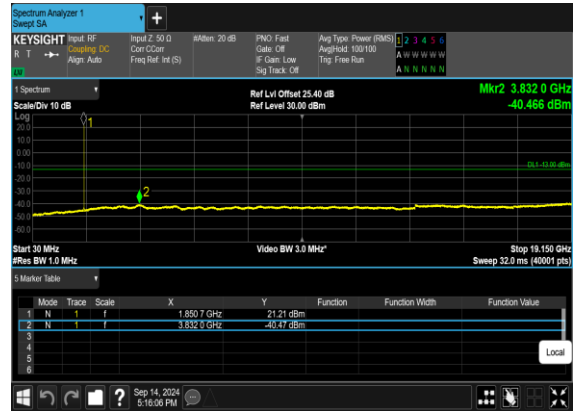 Spectrum Analyzer 1
Swept SA
+
KEYSIGHT Input: RF Input Z: 50 Ω #Atten: 20 dB PNO: Fast Avg Type: Power (RMS) 1 2 3 4 5 6
R T Coupling: DC Corr CCorr Gate: Off Avg|Hold: 100/100 A W W W W W
Align: Auto Freq Ref: Int (S) IF Gain: Low Trig: Free Run
LW Sig Track: Off A N N N N N
1 Spectrum Ref Lvl Offset 25.40 dB Mkr2 3.832 0 GHz
Scale/Div 10 dB Ref Level 30.00 dBm -40.466 dBm
Log
1
20.0
10.0
0.00
-10.0
DL1 -13.00 dBm
-20.0
-30.0
2
-40.0
-50.0
-60.0
Start 30 MHz Video BW 3.0 MHz* Stop 19.150 GHz
#Res BW 1.0 MHz Sweep 32.0 ms (40001 pts)
5 Marker Table
Mode Trace Scale X Y Function Function Width Function Value
1 N 1 f 1.850 7 GHz 21.21 dBm
2 N 1 f 3.832 0 GHz -40.47 dBm
3
4
5
6
Local
? Sep 14, 2024
5:16:06 PM